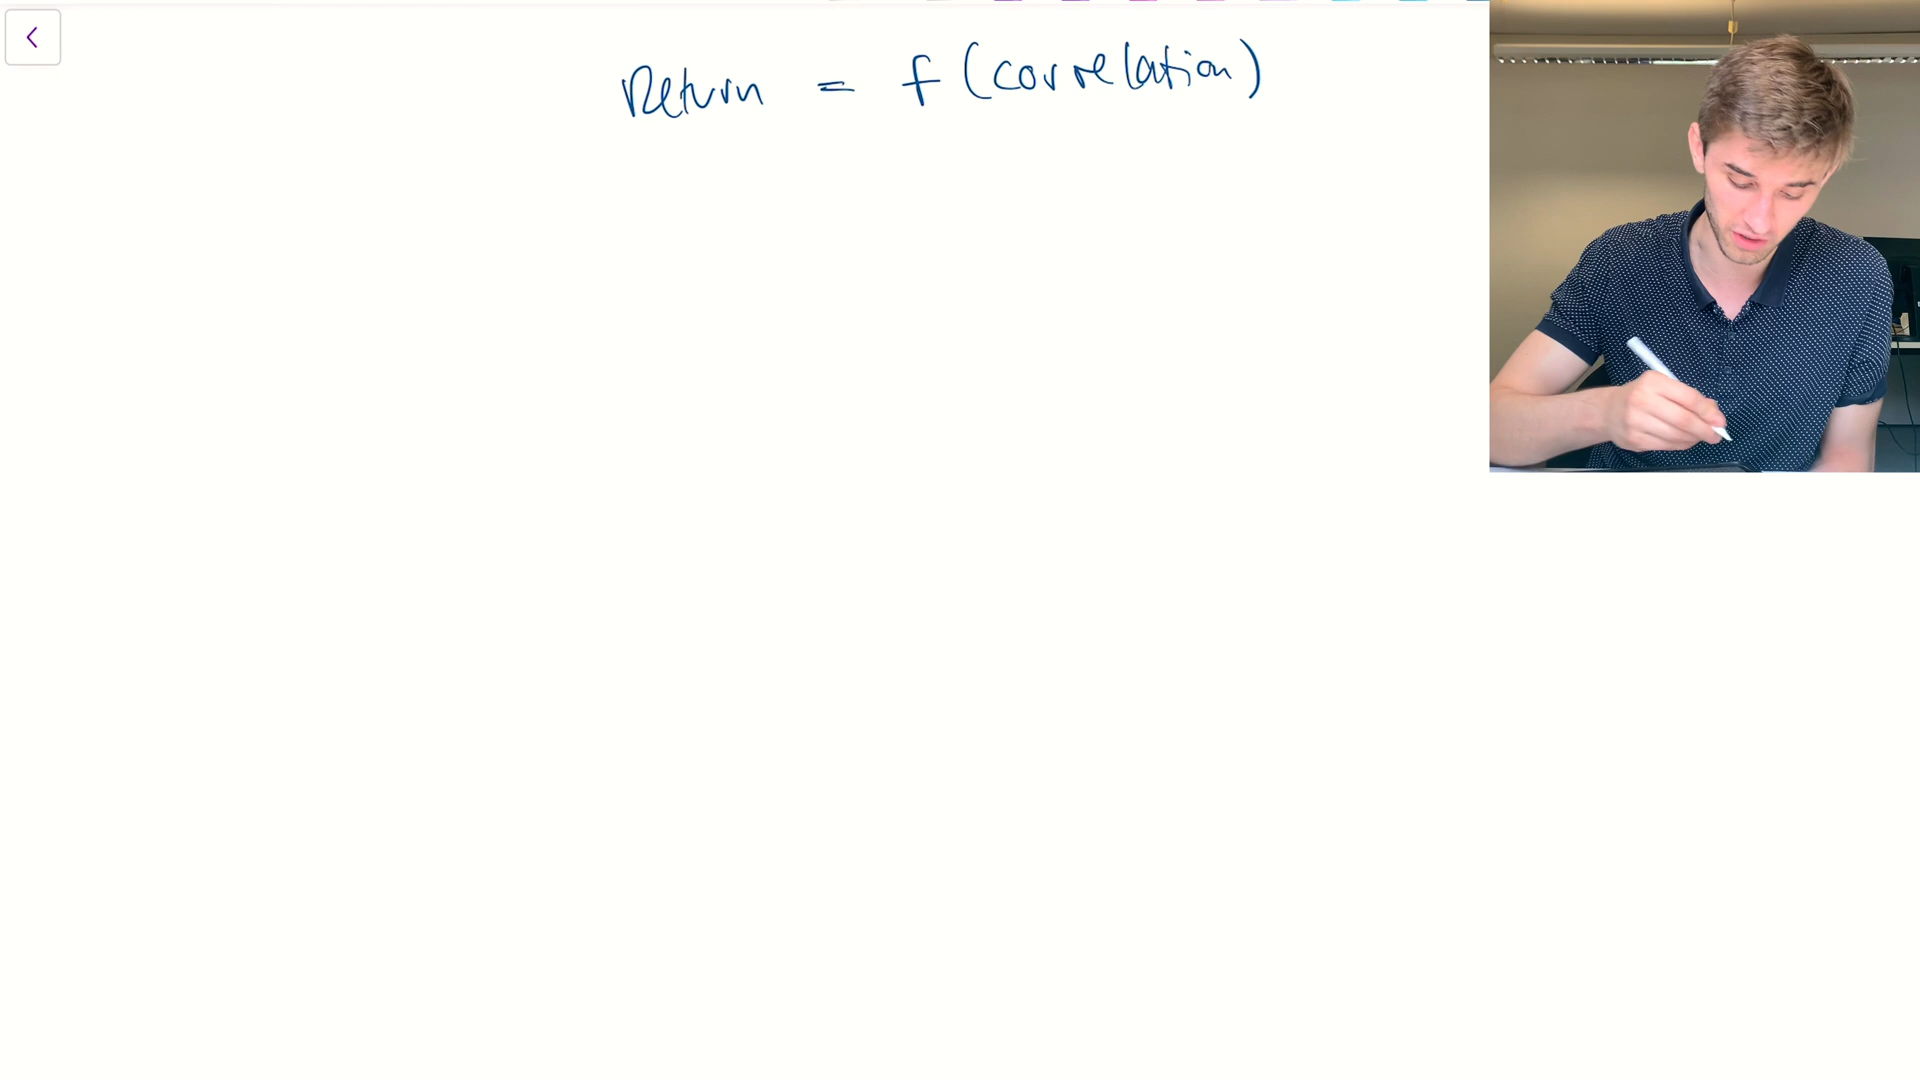 Return = f (correlation)